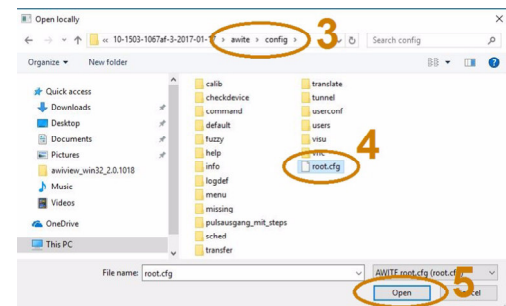 Open locally
« 10-1503-1067af-3-2017-01-17 › awite › config ›
3
Search config
Organize
New folder
Quick access
Downloads
Desktop
Documents
Pictures
awiview_win32_2.0.1018
Music
Videos
OneDrive
This PC
calib
checkdevice
command
default
fuzzy
help
info
logdef
menu
missing
pulsausgang_mit_steps
sched
transfer
translate
tunnel
userconf
users
visu
vnc
root.cfg
4
File name:
root.cfg
AWITE root.cfg (root.cfg)
5
Open
Cancel